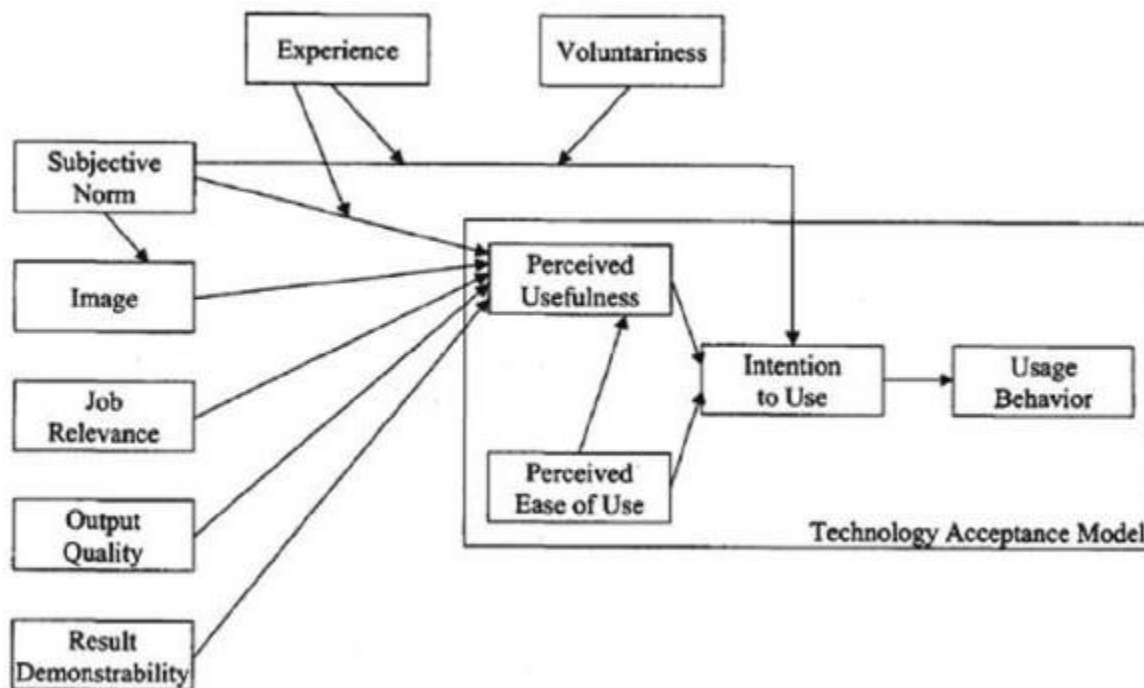 Experience
Voluntariness
Subjective
Norm
Image
Job
Relevance
Output
Quality
Result
Demonstrability
Perceived
Usefulness
Perceived
Ease of Use
Intention
to Use
Usage
Behavior
Technology Acceptance Model